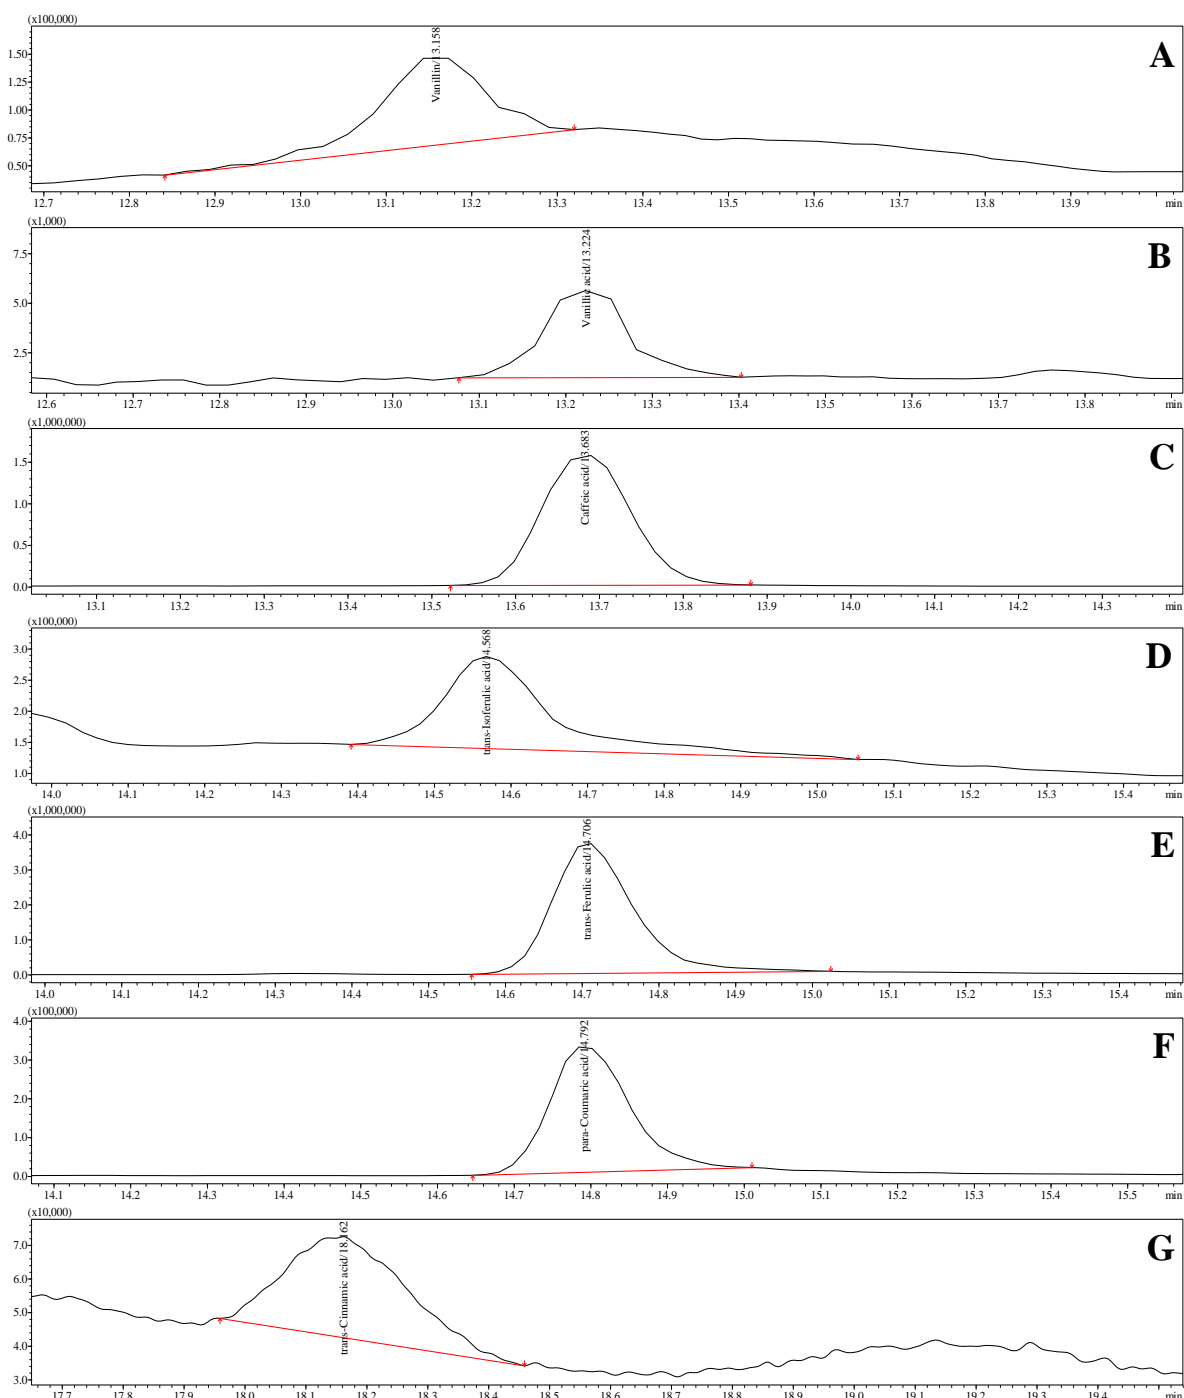 (x100,000)
A
Vanillin/13.158
1.50
1.25
1.00
0.75
0.50
12.7 12.8 12.9 13.0 13.1 13.2 13.3 13.4 13.5 13.6 13.7 13.8 13.9 min
(x1,000)
B
Vanillic acid/13.224
7.5
5.0
2.5
12.6 12.7 12.8 12.9 13.0 13.1 13.2 13.3 13.4 13.5 13.6 13.7 13.8 min
(x1,000,000)
C
Caffeic acid/13.683
1.5
1.0
0.5
0.0
13.1 13.2 13.3 13.4 13.5 13.6 13.7 13.8 13.9 14.0 14.1 14.2 14.3 min
(x100,000)
D
trans-Isoferulic acid/14.568
3.0
2.5
2.0
1.5
1.0
14.0 14.1 14.2 14.3 14.4 14.5 14.6 14.7 14.8 14.9 15.0 15.1 15.2 15.3 15.4 min
(x1,000,000)
E
trans-Ferulic acid/14.706
4.0
3.0
2.0
1.0
0.0
14.0 14.1 14.2 14.3 14.4 14.5 14.6 14.7 14.8 14.9 15.0 15.1 15.2 15.3 15.4 min
(x100,000)
F
para-Coumaric acid/14.792
4.0
3.0
2.0
1.0
0.0
14.1 14.2 14.3 14.4 14.5 14.6 14.7 14.8 14.9 15.0 15.1 15.2 15.3 15.4 15.5 min
(x10,000)
G
trans-Cinnamic acid/18.162
7.0
6.0
5.0
4.0
3.0
17.7 17.8 17.9 18.0 18.1 18.2 18.3 18.4 18.5 18.6 18.7 18.8 18.9 19.0 19.1 19.2 19.3 19.4 min